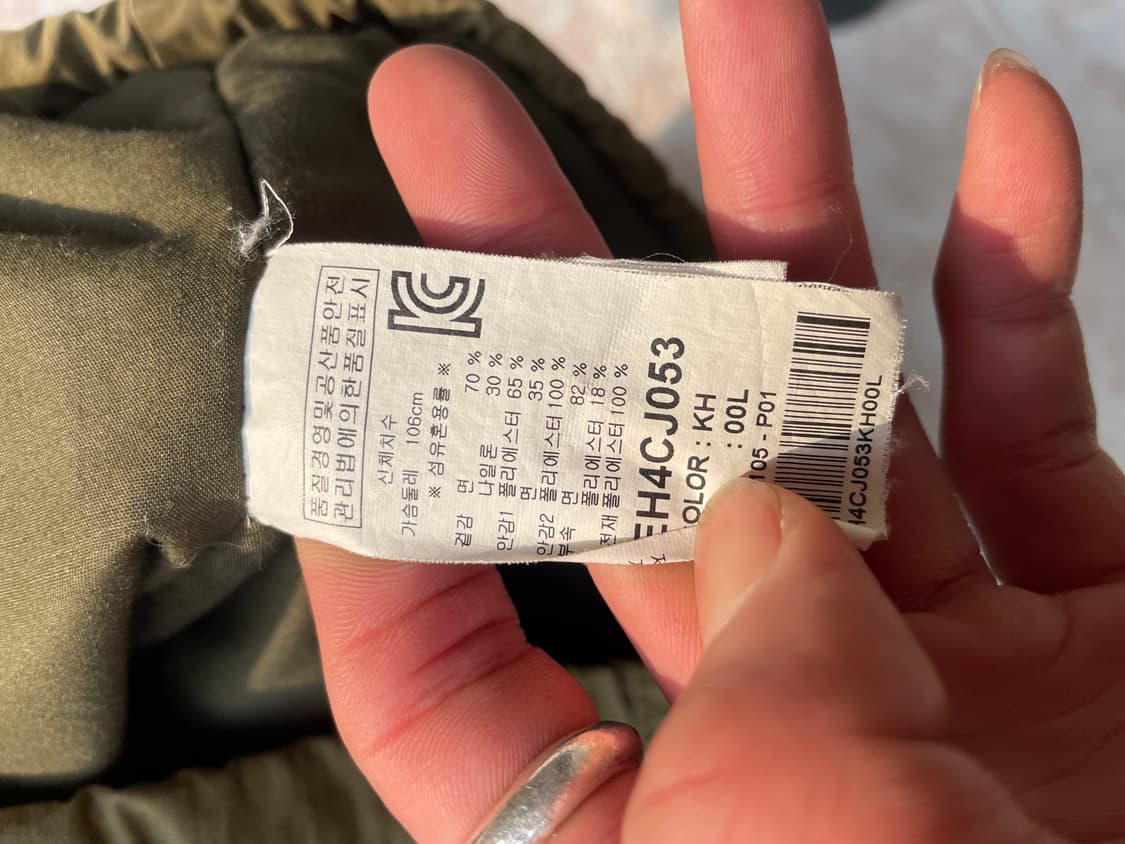 품질경영및공산품안전
관리법에의한품질표시
신체치수
가슴둘레 106cm
※ 섬유혼용률 ※
겉감 면 70 %
나일론 30 %
안감1 폴리에스터 65 %
면 35 %
안감2 폴리에스터 100 %
부속 면 82 %
폴리에스터 18 %
전재 폴리에스터 100 %
EH4CJ053
OLOR : KH
: 00L
105 - P01
H4CJ053KH00L